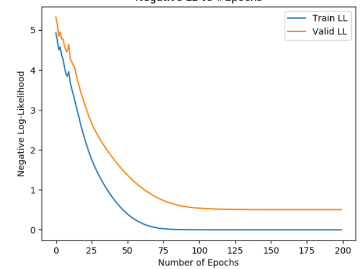 Negative LL vs # Epochs
Train LL
Valid LL
Negative Log-Likelihood
5
4
3
2
1
0
0 25 50 75 100 125 150 175 200
Number of Epochs